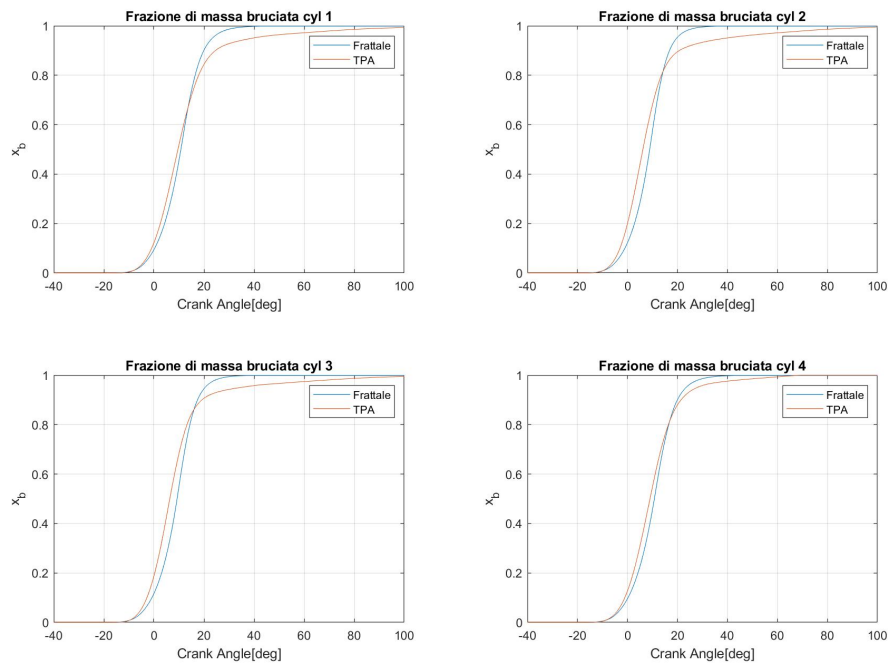 Frazione di massa bruciata cyl 1
1
0.8
0.6
0.4
0.2
0
x_b
-40 -20 0 20 40 60 80 100
Crank Angle[deg]
Frattale
TPA
Frazione di massa bruciata cyl 2
1
0.8
0.6
0.4
0.2
0
x_b
-40 -20 0 20 40 60 80 100
Crank Angle[deg]
Frattale
TPA
Frazione di massa bruciata cyl 3
1
0.8
0.6
0.4
0.2
0
x_b
-40 -20 0 20 40 60 80 100
Crank Angle[deg]
Frattale
TPA
Frazione di massa bruciata cyl 4
1
0.8
0.6
0.4
0.2
0
x_b
-40 -20 0 20 40 60 80 100
Crank Angle[deg]
Frattale
TPA